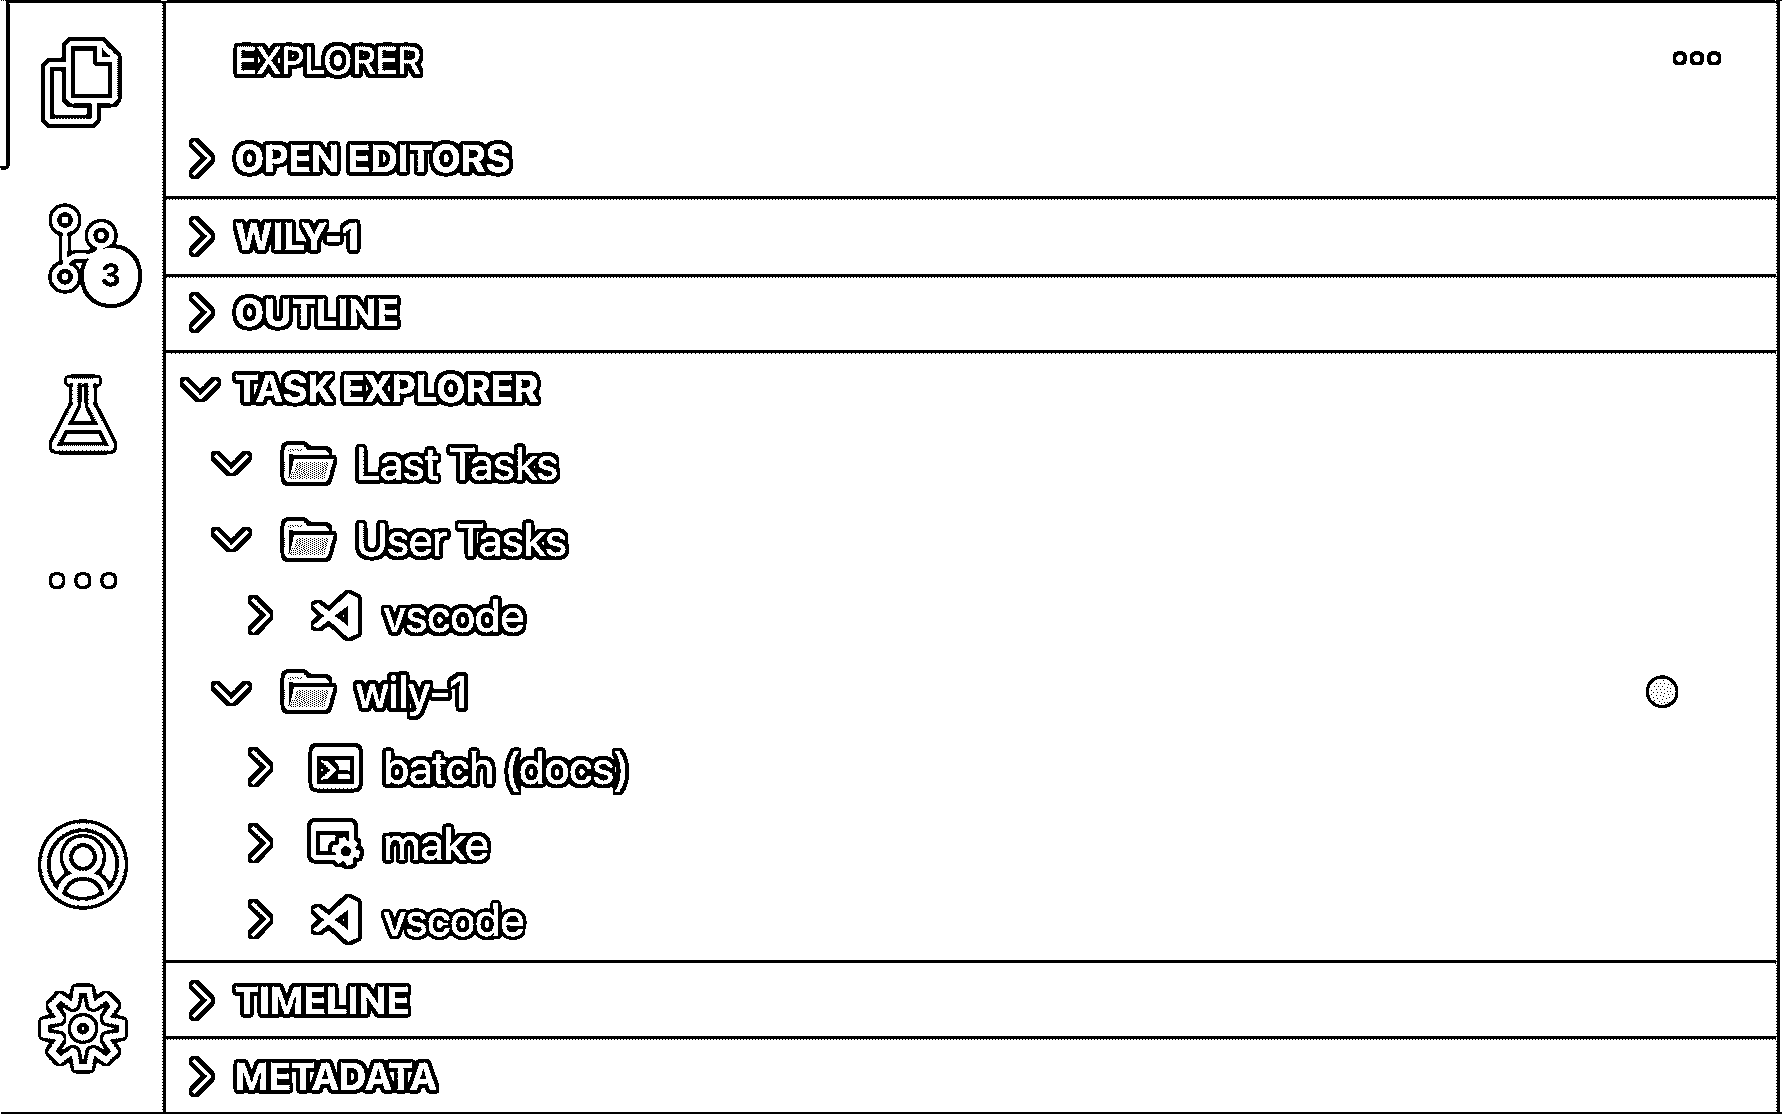 EXPLORER
OPEN EDITORS
WILY-1
3
OUTLINE
TASK EXPLORER
Last Tasks
User Tasks
vscode
wily-1
batch (docs)
make
vscode
TIMELINE
METADATA